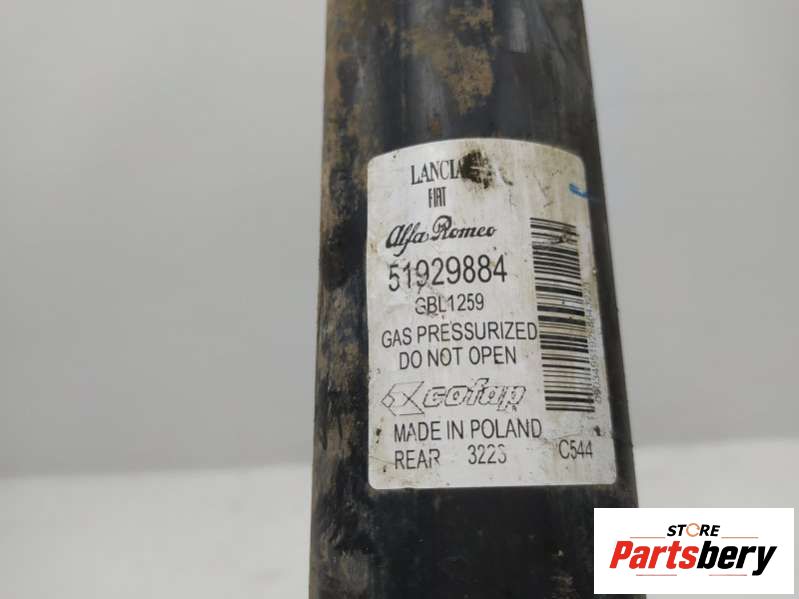 LANCIA
FIAT
Alfa Romeo
51929884
GBL1259
GAS PRESSURIZED
DO NOT OPEN
cofap
MADE IN POLAND
REAR 3223 C544
STORE
Partsbery